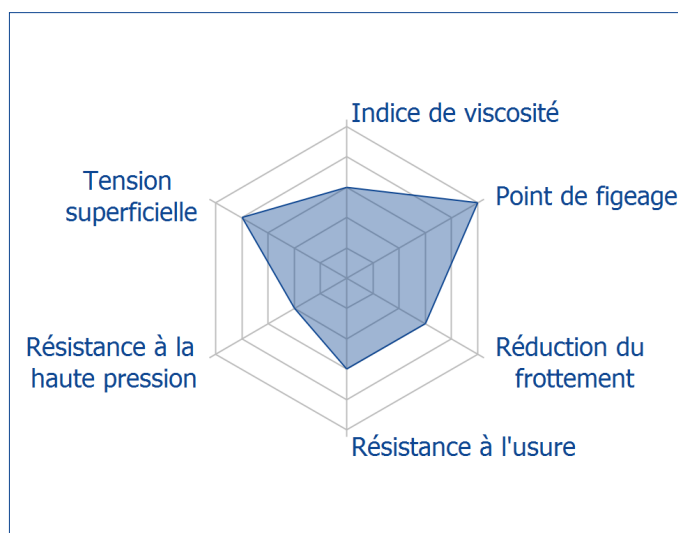 Indice de viscosité
Tension
superficielle
Point de figeage
Résistance à la
haute pression
Réduction du
frottement
Résistance à l'usure